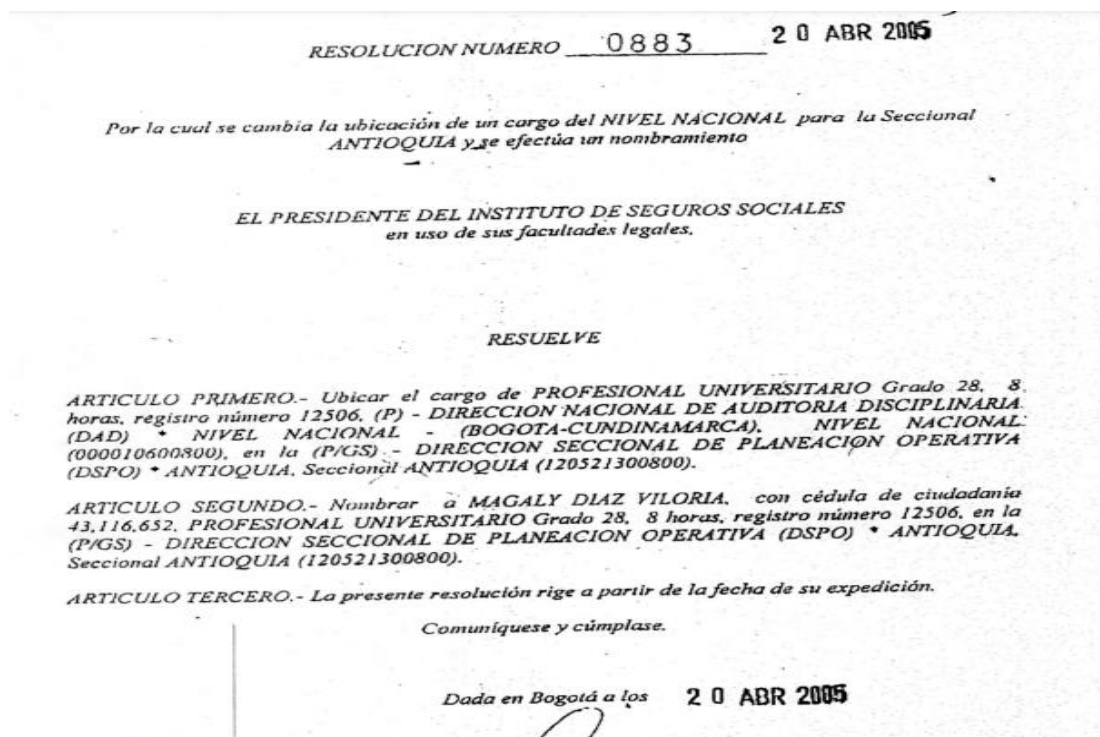 RESOLUCION NUMERO 0883 20 ABR 2005
Por la cual se cambia la ubicación de un cargo del NIVEL NACIONAL para la Seccional
ANTIOQUIA y se efectúa un nombramiento
EL PRESIDENTE DEL INSTITUTO DE SEGUROS SOCIALES
en uso de sus facultades legales,
RESUELVE
ARTICULO PRIMERO.- Ubicar el cargo de PROFESIONAL UNIVERSITARIO Grado 28, 8
horas, registro número 12506, (P) - DIRECCION NACIONAL DE AUDITORIA DISCIPLINARIA
(DAD) * NIVEL NACIONAL - (BOGOTA-CUNDINAMARCA), NIVEL NACIONAL
(000010600800), en la (P/GS) - DIRECCION SECCIONAL DE PLANEACION OPERATIVA
(DSPO) * ANTIOQUIA, Seccional ANTIOQUIA (120521300800).
ARTICULO SEGUNDO.- Nombrar a MAGALY DIAZ VILORIA, con cédula de ciudadanía
43,116,652, PROFESIONAL UNIVERSITARIO Grado 28, 8 horas, registro número 12506, en la
(P/GS) - DIRECCION SECCIONAL DE PLANEACION OPERATIVA (DSPO) * ANTIOQUIA,
Seccional ANTIOQUIA (120521300800).
ARTICULO TERCERO.- La presente resolución rige a partir de la fecha de su expedición.
Comuníquese y cúmplase.
Dada en Bogotá a los 20 ABR 2005